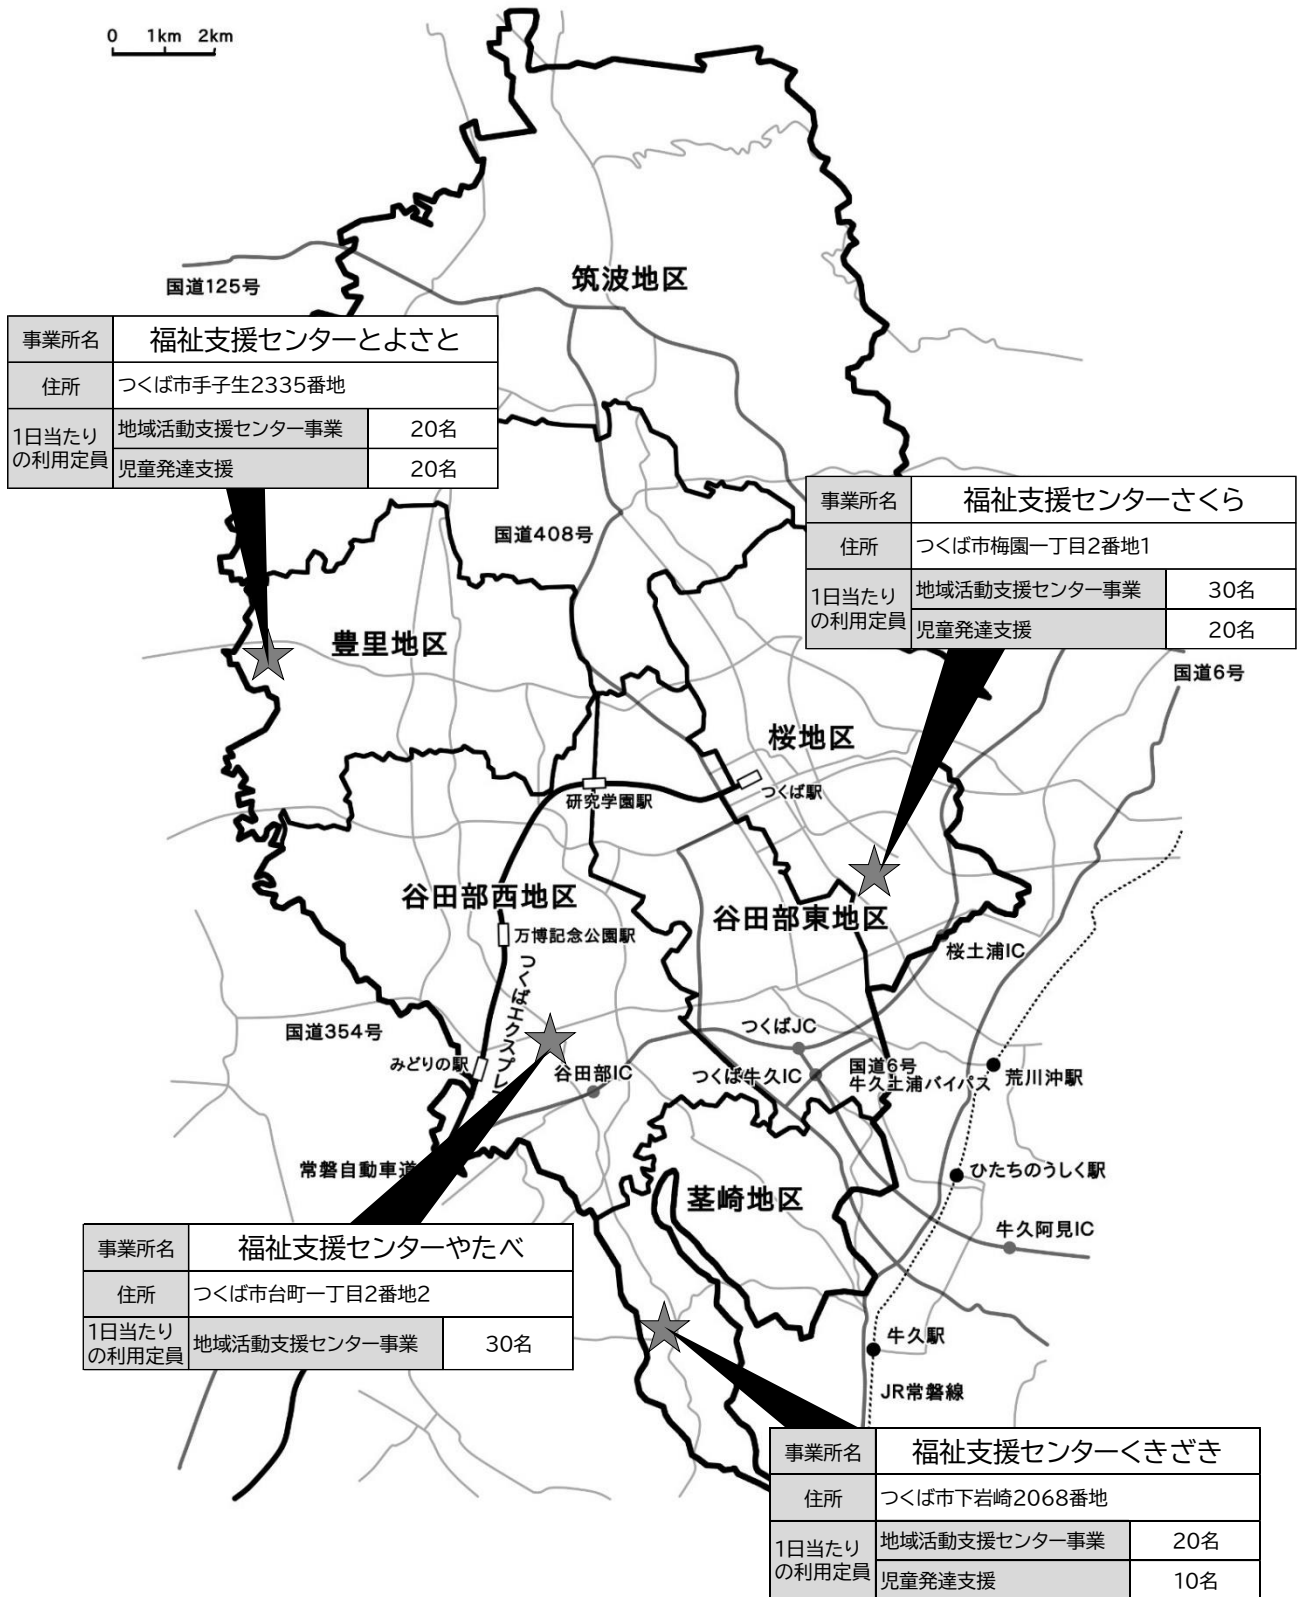 0 1km 2km
国道125号
筑波地区
事業所名 福祉支援センターとよさと
住所 つくば市手子生2335番地
1日当たり
の利用定員
地域活動支援センター事業 20名
児童発達支援 20名
国道408号
事業所名 福祉支援センターさくら
住所 つくば市梅園一丁目2番地1
1日当たり
の利用定員
地域活動支援センター事業 30名
児童発達支援 20名
豊里地区
国道6号
桜地区
つくば駅
研究学園駅
谷田部西地区
谷田部東地区
万博記念公園駅
桜土浦IC
つくばエクスプレ
国道354号
つくばJC
みどりの駅
谷田部IC
つくば牛久IC
国道6号
牛久土浦バイパス
荒川沖駅
常磐自動車道
ひたちのうしく駅
茎崎地区
牛久阿見IC
事業所名 福祉支援センターやたべ
住所 つくば市台町一丁目2番地2
1日当たり
の利用定員
地域活動支援センター事業 30名
牛久駅
JR常磐線
事業所名 福祉支援センターくきざき
住所 つくば市下岩崎2068番地
1日当たり
の利用定員
地域活動支援センター事業 20名
児童発達支援 10名